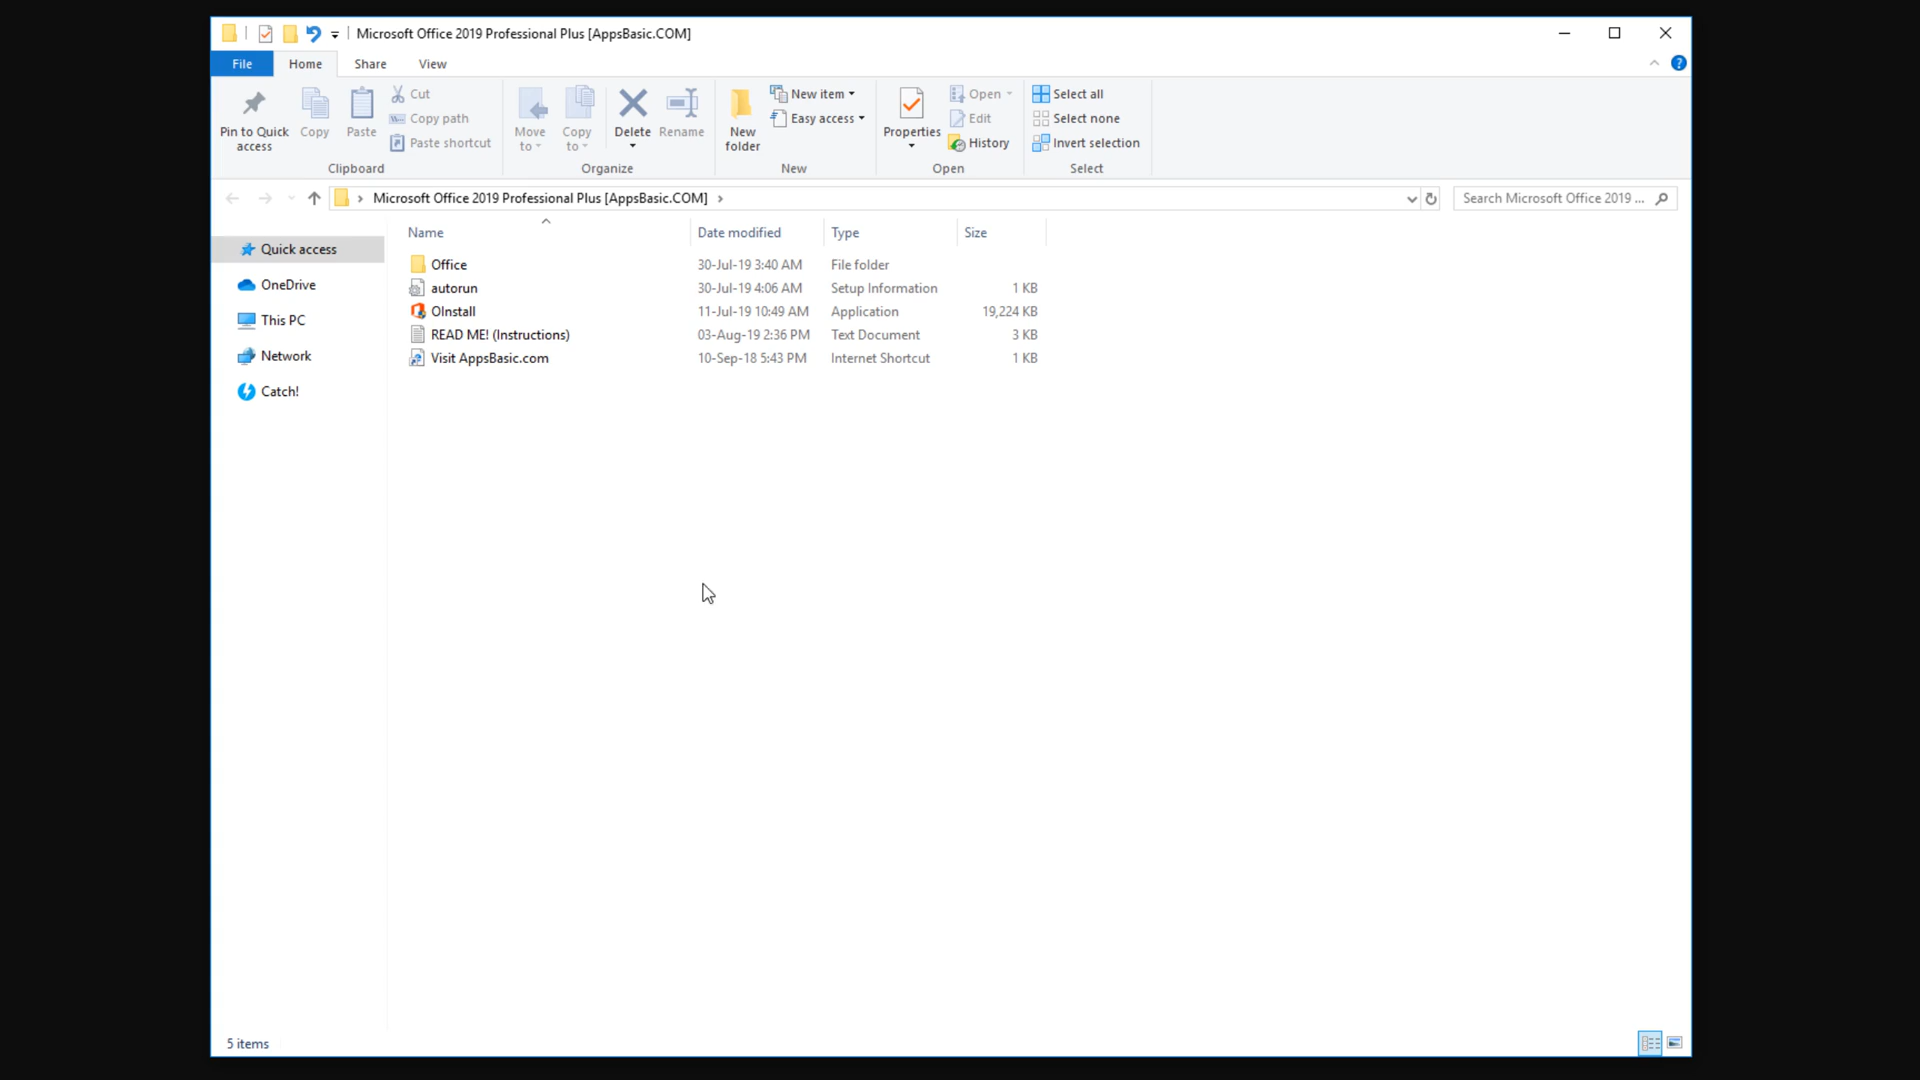 Microsoft Office 2019 Professional Plus [AppsBasic.COM]
File Home Share View
Pin to Quick access
Copy
Paste
Cut
Copy path
Paste shortcut
Clipboard
Move to
Copy to
Delete
Rename
Organize
New folder
New item
Easy access
New
Properties
Open
Edit
History
Open
Select all
Select none
Invert selection
Select
Microsoft Office 2019 Professional Plus [AppsBasic.COM]
Search Microsoft Office 2019 ...
Quick access
OneDrive
This PC
Network
Catch!
Name Date modified Type Size
Office 30-Jul-19 3:40 AM File folder
autorun 30-Jul-19 4:06 AM Setup Information 1 KB
OInstall 11-Jul-19 10:49 AM Application 19,224 KB
READ ME! (Instructions) 03-Aug-19 2:36 PM Text Document 3 KB
Visit AppsBasic.com 10-Sep-18 5:43 PM Internet Shortcut 1 KB
5 items